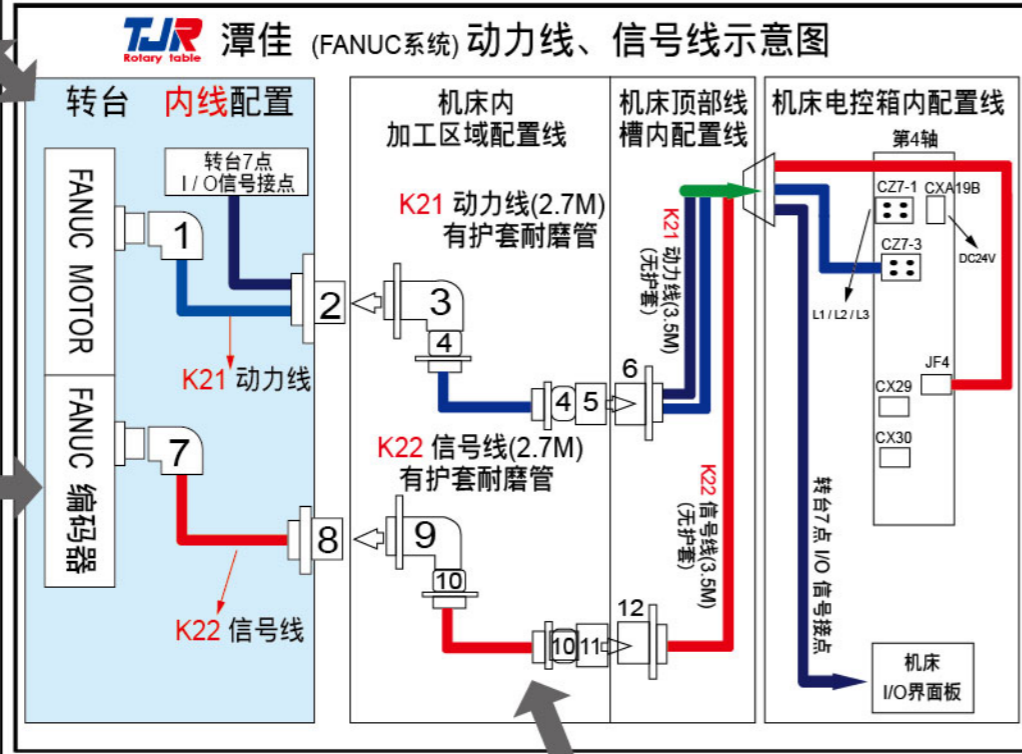 TJR
Rotary table
潭佳 (FANUC系统) 动力线、信号线示意图
转台 内线配置
转台7点
I / O信号接点
FANUC MOTOR
FANUC 编码器
1
2
K21 动力线
7
8
K22 信号线
机床内
加工区域配置线
K21 动力线(2.7M)
有护套耐磨管
3
4
4
5
K22 信号线(2.7M)
有护套耐磨管
9
10
10
11
机床顶部线
槽内配置线
K21 动力线(3.5M)
(无护套)
6
K22 信号线(3.5M)
(无护套)
12
机床电控箱内配置线
第4轴
CZ7-1
CXA19B
CZ7-3
DC24V
L1 / L2 / L3
JF4
CX29
CX30
转台7点 I/O 信号接点
机床
I/O界面板